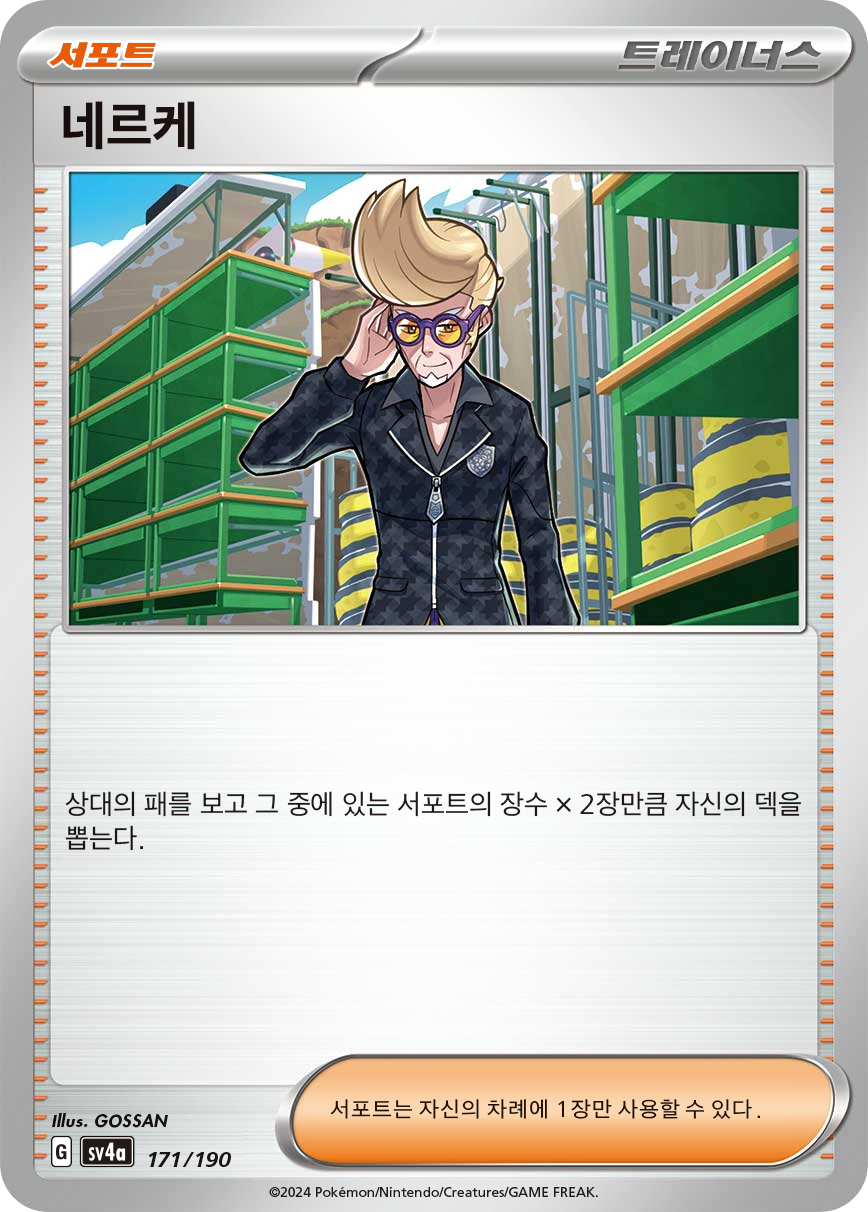 서포트
트레이너스
네르케
상대의 패를 보고 그 중에 있는 서포트의 장수 × 2장만큼 자신의 덱을
뽑는다.
서포트는 자신의 차례에 1장만 사용할 수 있다.
Illus. GOSSAN
G sv4a 171/190
©2024 Pokémon/Nintendo/Creatures/GAME FREAK.